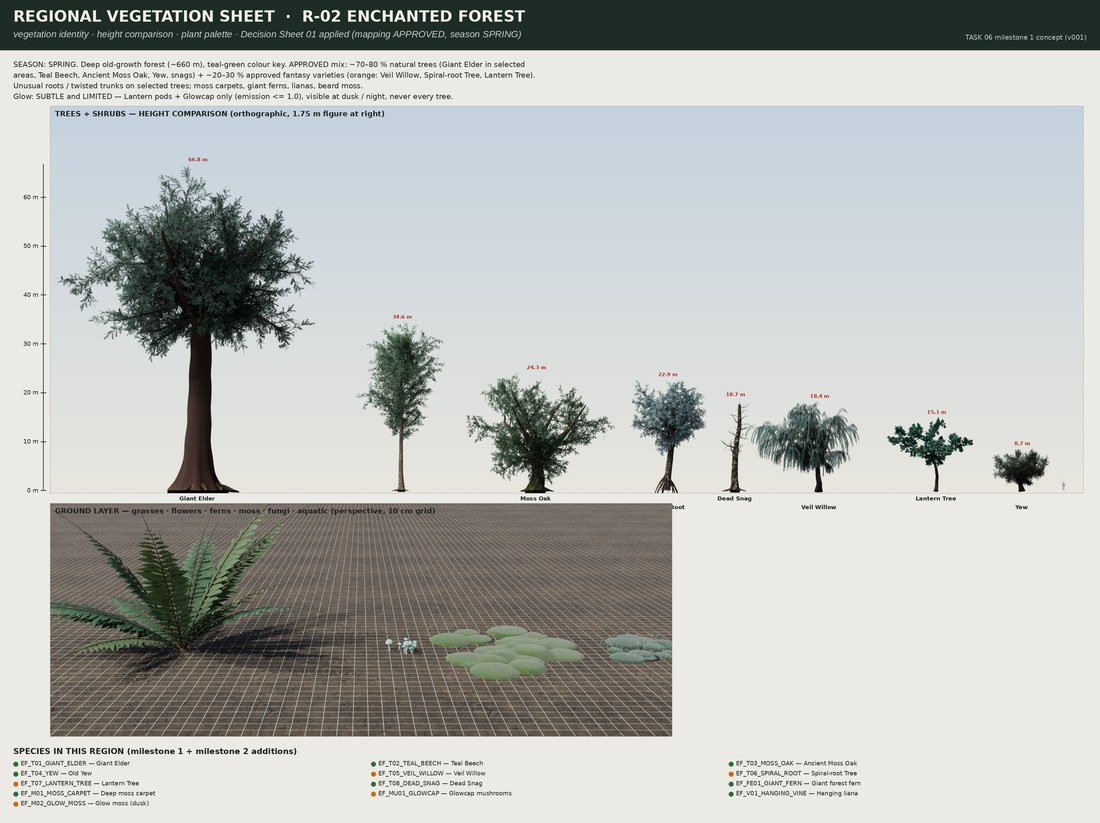 REGIONAL VEGETATION SHEET · R-02 ENCHANTED FOREST
vegetation identity · height comparison · plant palette · Decision Sheet 01 applied (mapping APPROVED, season SPRING)
TASK 06 milestone 1 concept (v001)
SEASON: SPRING. Deep old-growth forest (~660 m), teal-green colour key. APPROVED mix: ~70–80 % natural trees (Giant Elder in selected
areas, Teal Beech, Ancient Moss Oak, Yew, snags) + ~20–30 % approved fantasy varieties (orange: Veil Willow, Spiral-root Tree, Lantern Tree).
Unusual roots / twisted trunks on selected trees; moss carpets, giant ferns, lianas, beard moss.
Glow: SUBTLE and LIMITED — Lantern pods + Glowcap only (emission <= 1.0), visible at dusk / night, never every tree.
TREES + SHRUBS — HEIGHT COMPARISON (orthographic, 1.75 m figure at right)
66.8 m
60 m
50 m
40 m
34.6 m
30 m
24.3 m
22.9 m
20 m
18.7 m
18.4 m
15.1 m
10 m
8.7 m
0 m
Giant Elder
Moss Oak
Dead Snag
Lantern Tree
Root
Veil Willow
Yew
GROUND LAYER — grasses · flowers · ferns · moss · fungi · aquatic (perspective, 10 cm grid)
SPECIES IN THIS REGION (milestone 1 + milestone 2 additions)
EF_T01_GIANT_ELDER — Giant Elder
EF_T02_TEAL_BEECH — Teal Beech
EF_T03_MOSS_OAK — Ancient Moss Oak
EF_T04_YEW — Old Yew
EF_T05_VEIL_WILLOW — Veil Willow
EF_T06_SPIRAL_ROOT — Spiral-root Tree
EF_T07_LANTERN_TREE — Lantern Tree
EF_T08_DEAD_SNAG — Dead Snag
EF_FE01_GIANT_FERN — Giant forest fern
EF_M01_MOSS_CARPET — Deep moss carpet
EF_MU01_GLOWCAP — Glowcap mushrooms
EF_V01_HANGING_VINE — Hanging liana
EF_M02_GLOW_MOSS — Glow moss (dusk)